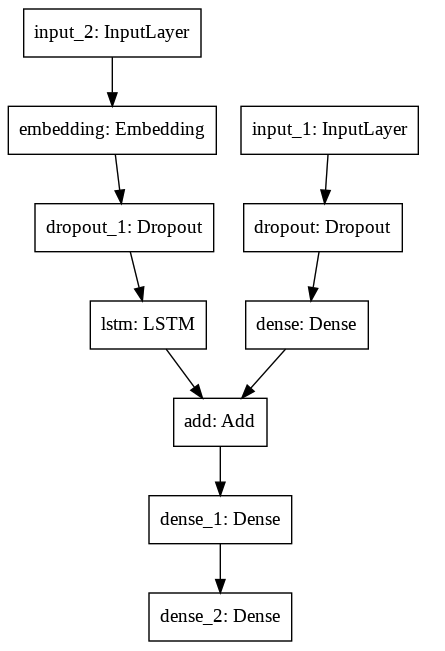 input_2: InputLayer
embedding: Embedding
input_1: InputLayer
dropout_1: Dropout
dropout: Dropout
lstm: LSTM
dense: Dense
add: Add
dense_1: Dense
dense_2: Dense